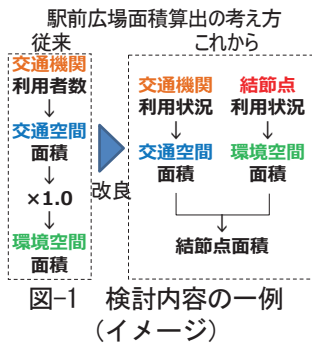 駅前広場面積算出の考え方
従来
交通機関
利用者数
↓
交通空間
面積
↓
×1.0
↓
環境空間
面積
改良
これから
交通機関
利用状況
↓
交通空間
面積
結節点
利用状況
↓
環境空間
面積
結節点面積
図-1　検討内容の一例
（イメージ）